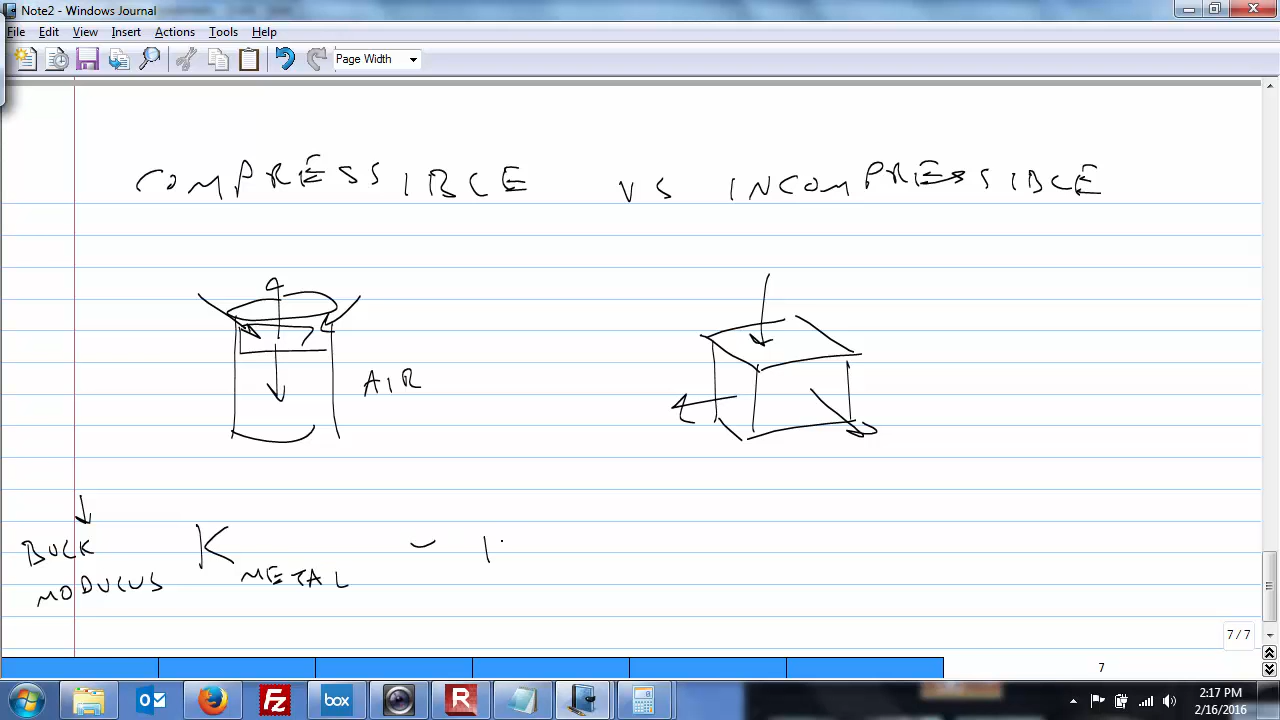 Note2 - Windows Journal
File Edit View Insert Actions Tools Help
Page Width
COMPRESSIBLE VS INCOMPRESSIBLE
AIR
BULK
MODULUS
K METAL ~
7 / 7
7
box
2:17 PM
2/16/2016